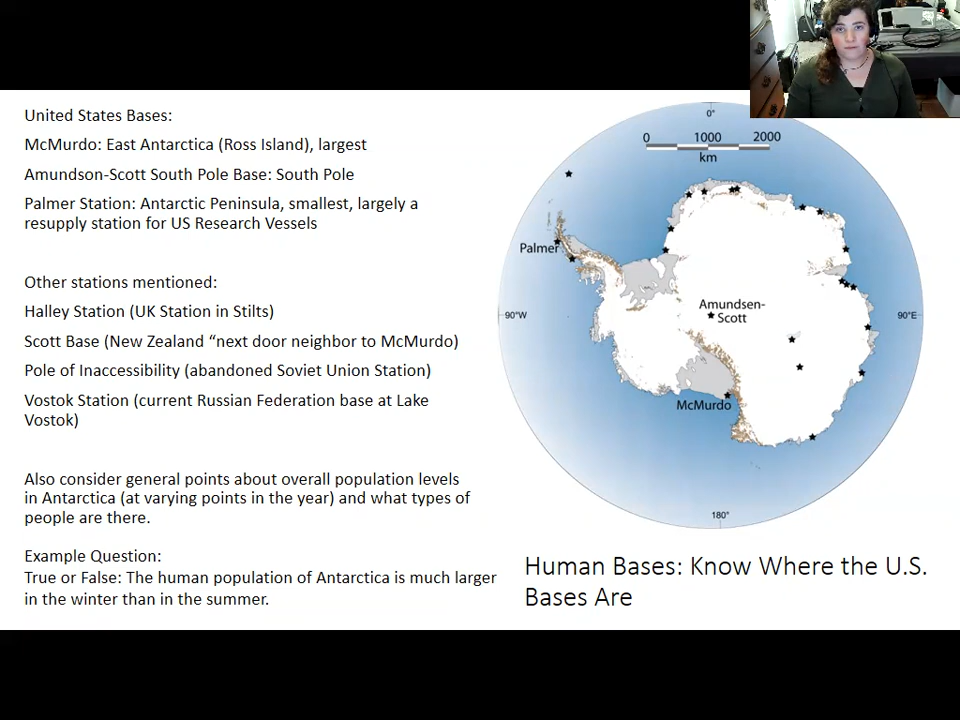 United States Bases:
McMurdo: East Antarctica (Ross Island), largest
Amundson-Scott South Pole Base: South Pole
Palmer Station: Antarctic Peninsula, smallest, largely a
resupply station for US Research Vessels
Other stations mentioned:
Halley Station (UK Station in Stilts)
Scott Base (New Zealand “next door neighbor to McMurdo)
Pole of Inaccessibility (abandoned Soviet Union Station)
Vostok Station (current Russian Federation base at Lake
Vostok)
Also consider general points about overall population levels
in Antarctica (at varying points in the year) and what types of
people are there.
Example Question:
True or False: The human population of Antarctica is much larger
in the winter than in the summer.
0°
0 1000 2000
km
Palmer
90°W
Amundsen-
Scott
90°E
McMurdo
180°
Human Bases: Know Where the U.S.
Bases Are